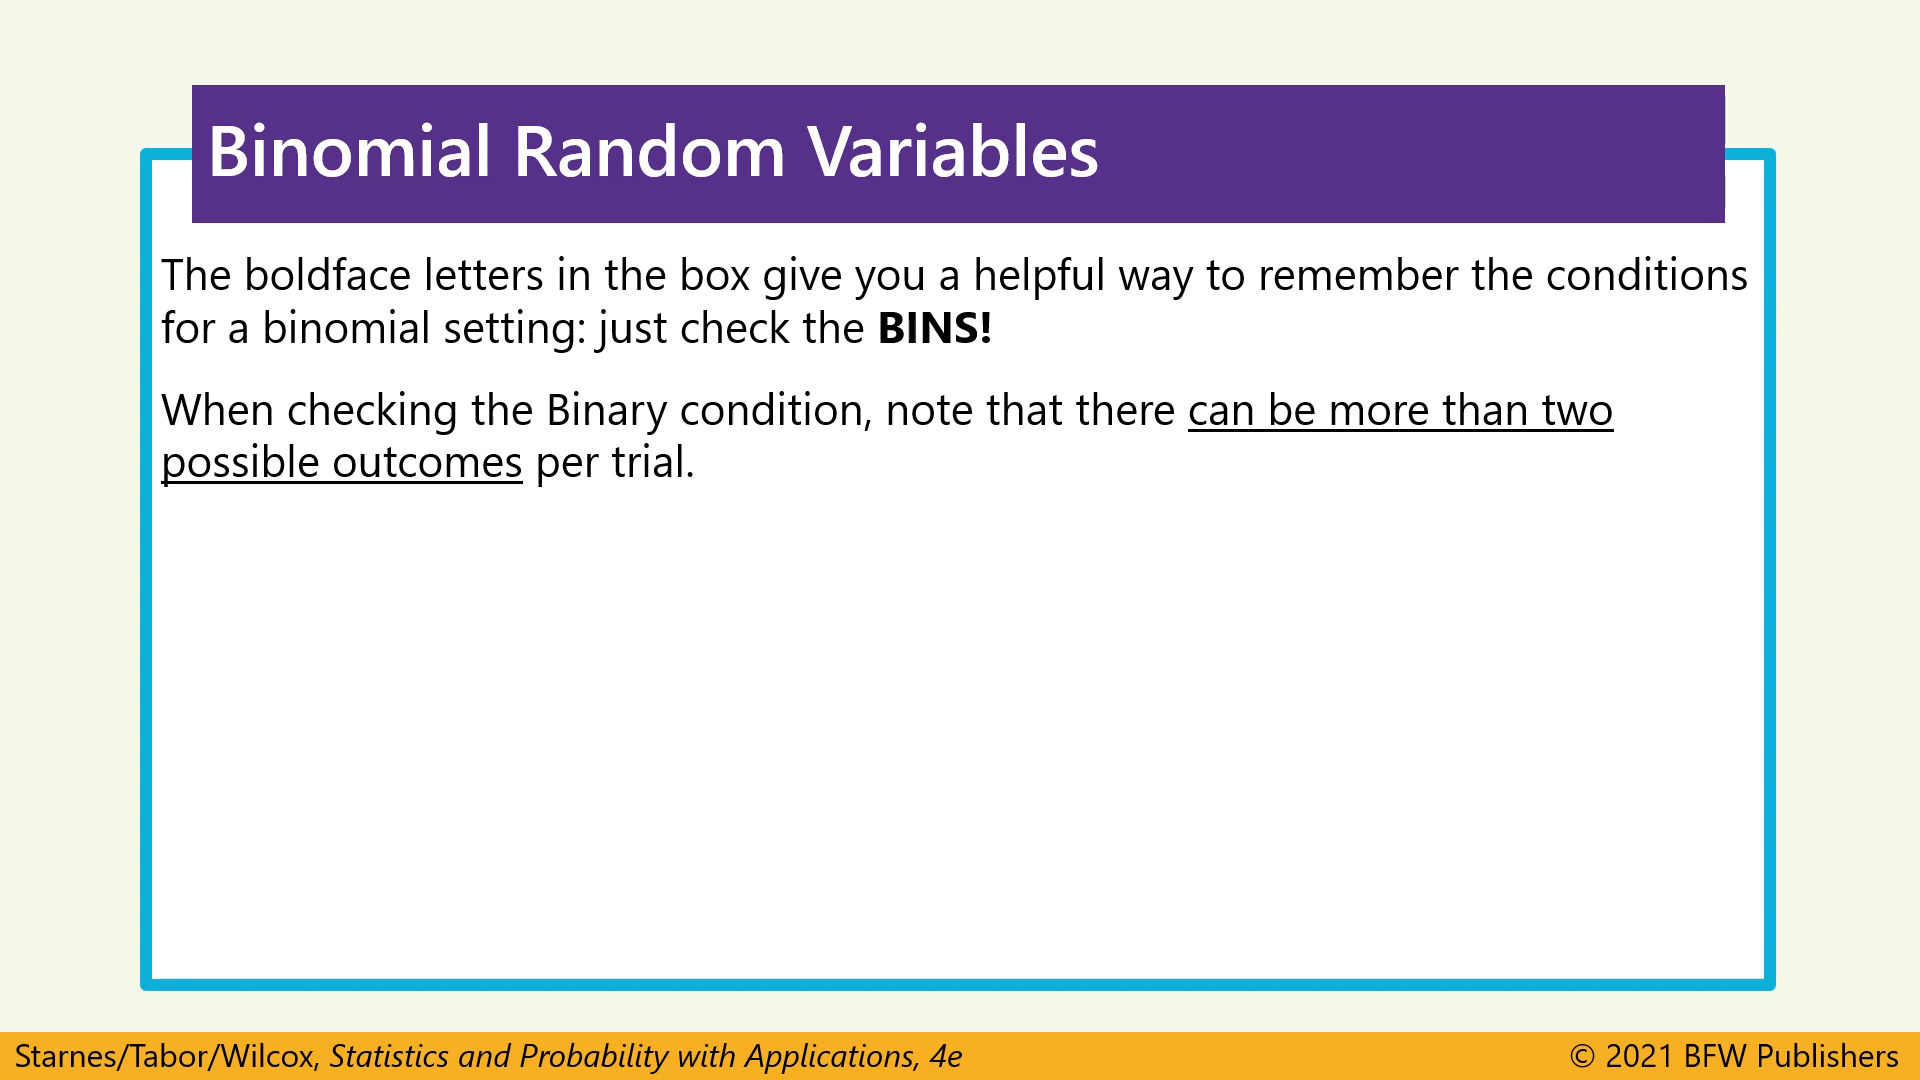 Binomial Random Variables
The boldface letters in the box give you a helpful way to remember the conditions
for a binomial setting: just check the BINS!
When checking the Binary condition, note that there can be more than two
possible outcomes per trial.
Starnes/Tabor/Wilcox, Statistics and Probability with Applications, 4e
© 2021 BFW Publishers